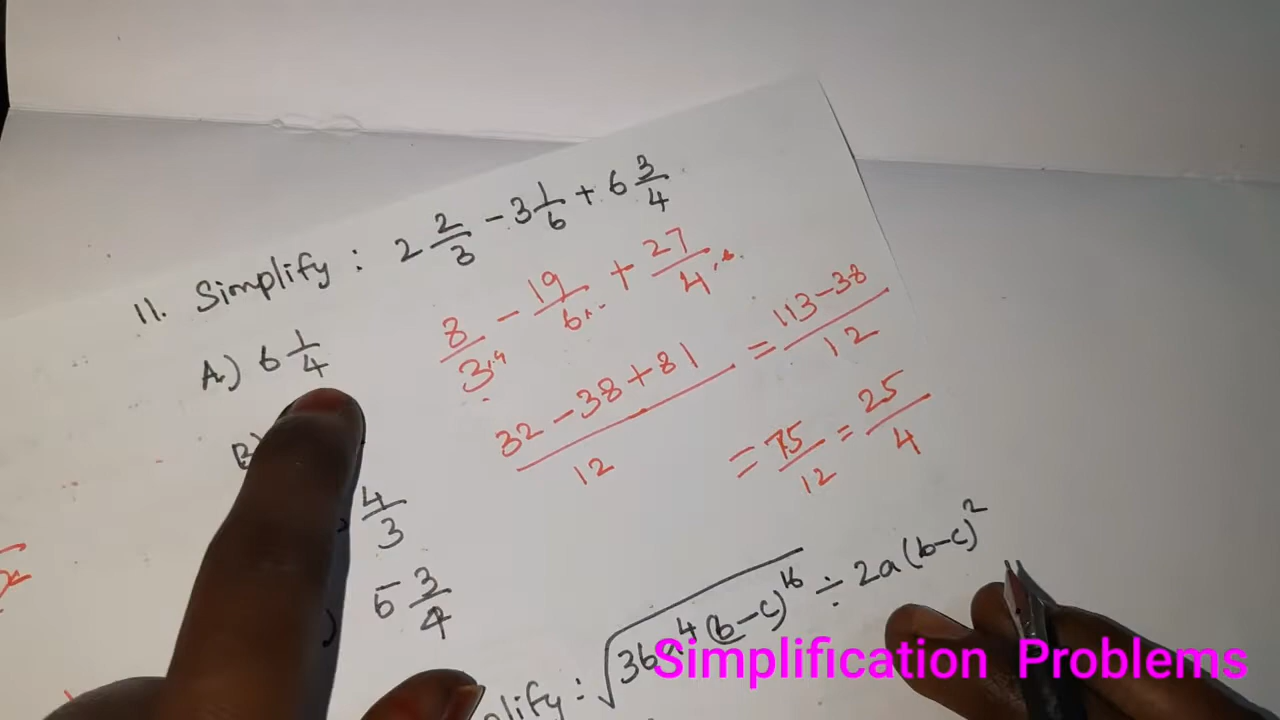 11. Simplify : 2 2/3 - 3 1/6 + 6 3/4
8/3 - 19/6 + 27/4
A.) 6 1/4
32 - 38 + 81 / 12 = 113 - 38 / 12
B)
= 75/12 = 25/4
4/3
5 3/4
plify : √36a^4(b-c)^16 ÷ 2a(b-c)^2
Simplification Problems